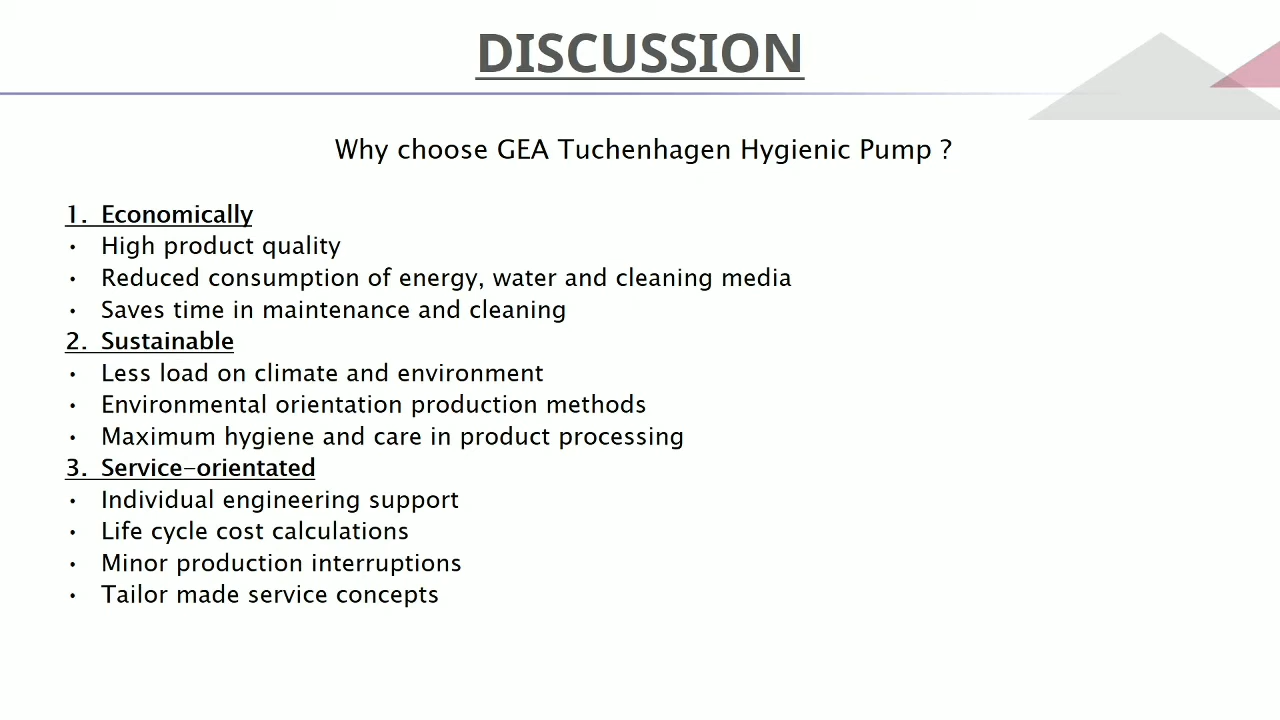 DISCUSSION
Why choose GEA Tuchenhagen Hygienic Pump ?
1. Economically
• High product quality
• Reduced consumption of energy, water and cleaning media
• Saves time in maintenance and cleaning
2. Sustainable
• Less load on climate and environment
• Environmental orientation production methods
• Maximum hygiene and care in product processing
3. Service-orientated
• Individual engineering support
• Life cycle cost calculations
• Minor production interruptions
• Tailor made service concepts